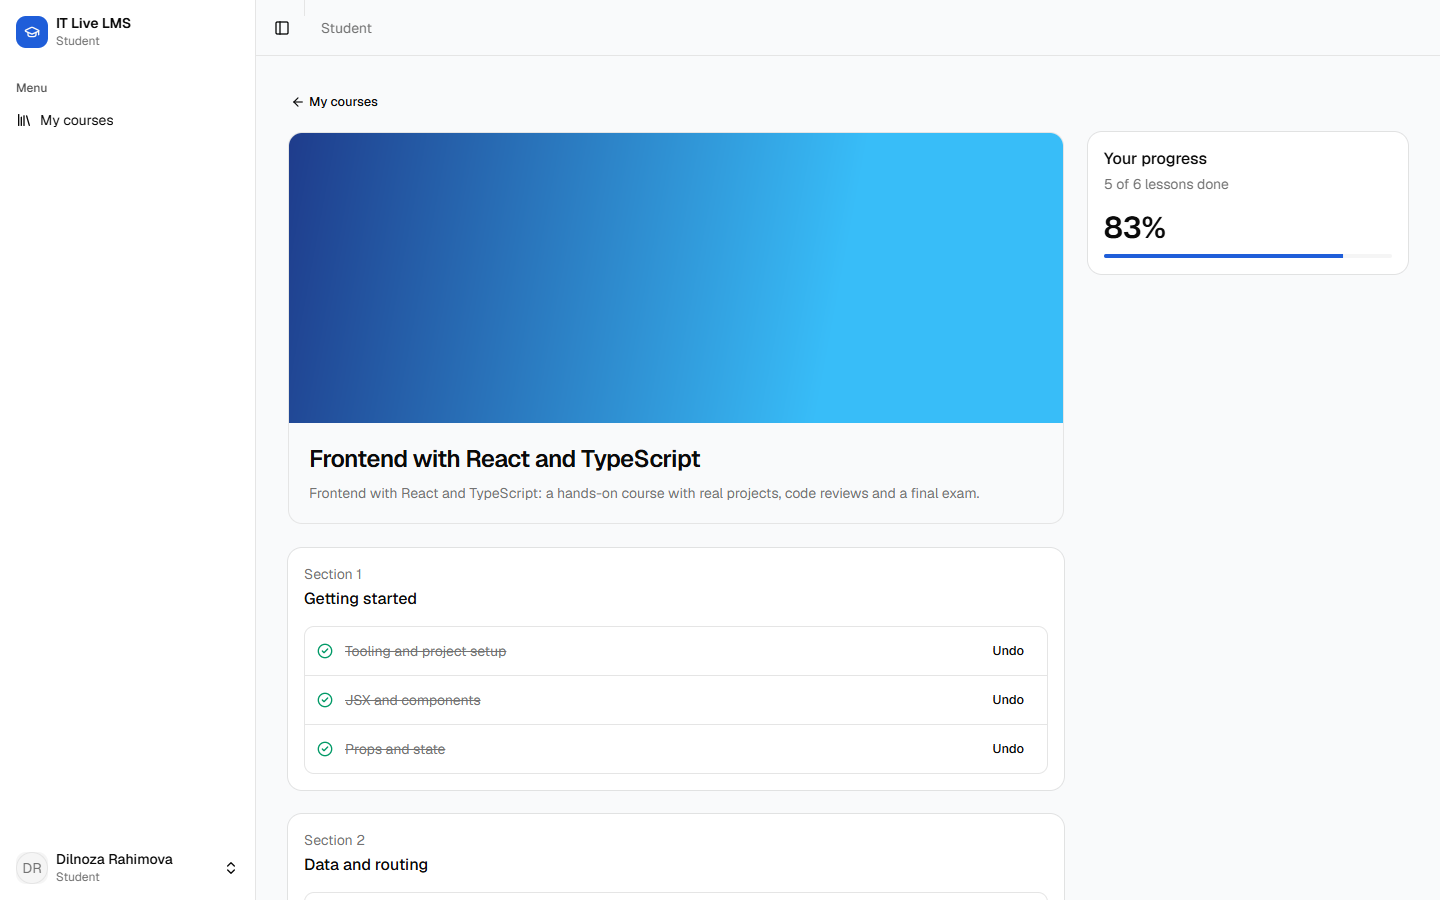 IT Live LMS
Student
Menu
My courses
Dilnoza Rahimova
DR
Student
Student
My courses
Frontend with React and TypeScript
Frontend with React and TypeScript: a hands-on course with real projects, code reviews and a final exam.
Section 1
Getting started
Tooling and project setup Undo
JSX and components Undo
Props and state Undo
Section 2
Data and routing
Your progress
5 of 6 lessons done
83%